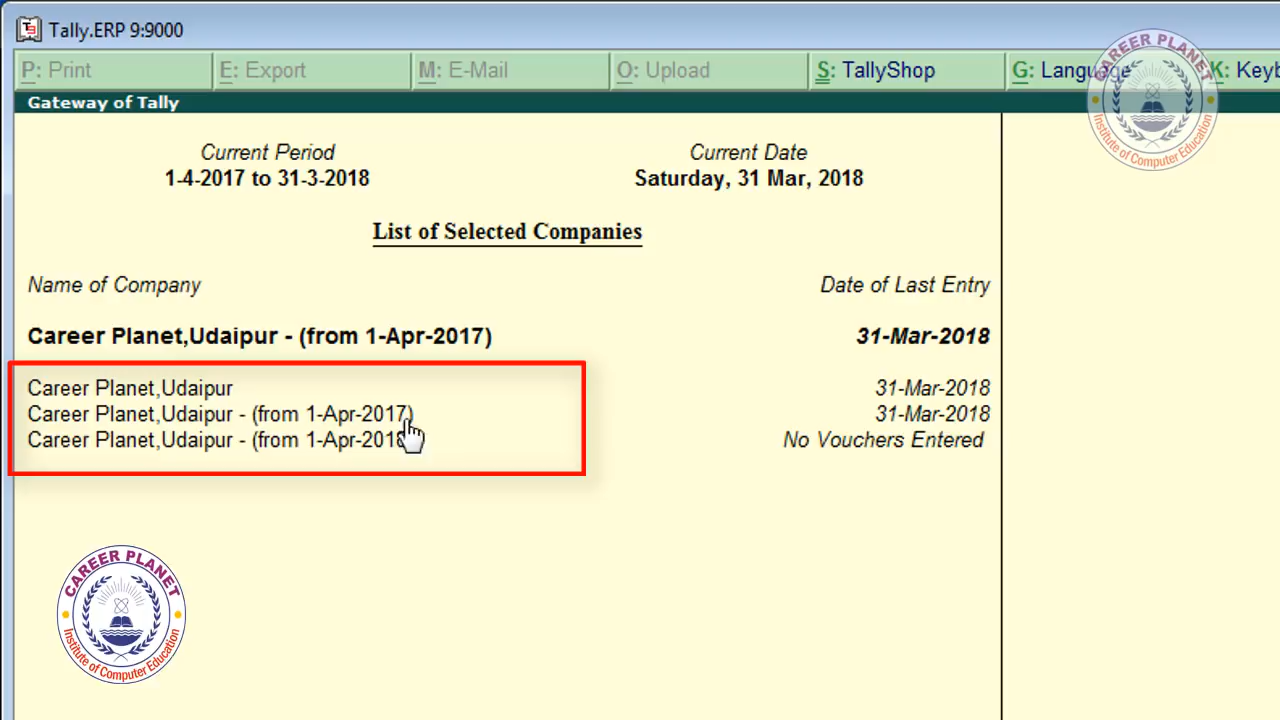 Tally.ERP 9:9000
P: Print E: Export M: E-Mail O: Upload S: TallyShop G: Language K: Keyb
Gateway of Tally
Current Period Current Date
1-4-2017 to 31-3-2018 Saturday, 31 Mar, 2018
List of Selected Companies
Name of Company Date of Last Entry
Career Planet,Udaipur - (from 1-Apr-2017) 31-Mar-2018
Career Planet,Udaipur 31-Mar-2018
Career Planet,Udaipur - (from 1-Apr-2017) 31-Mar-2018
Career Planet,Udaipur - (from 1-Apr-2018) No Vouchers Entered
CAREER PLANET
Institute of Computer Education
CAREER PLANET
Institute of Computer Education